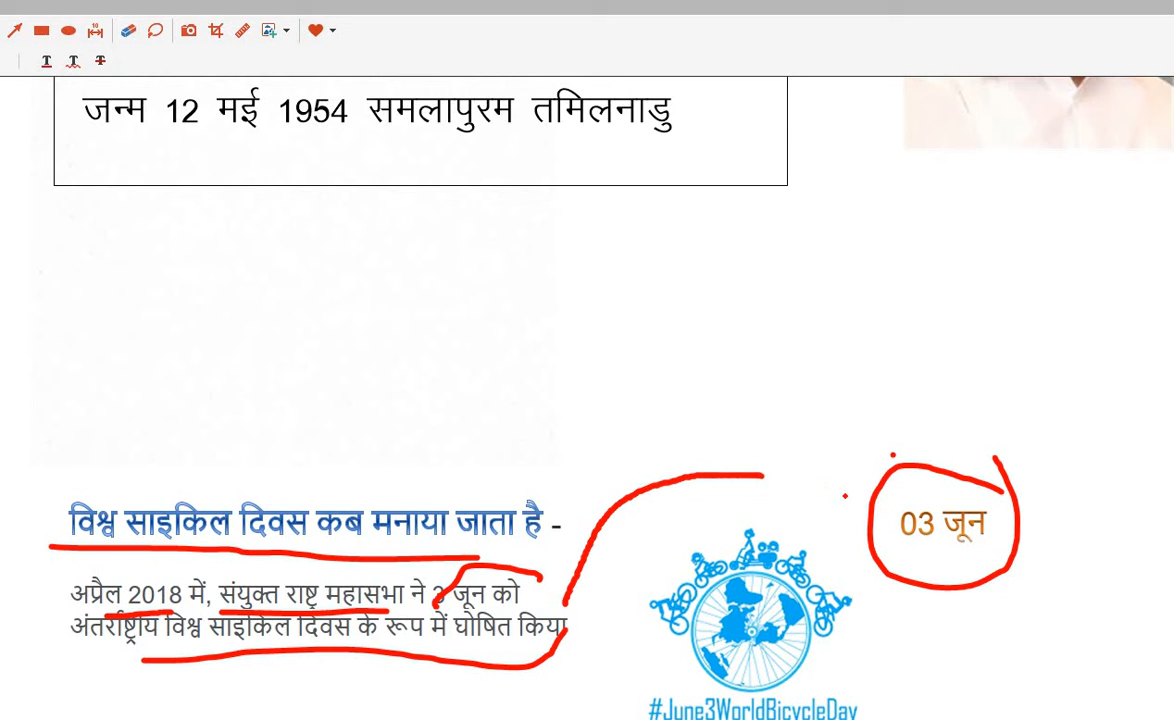 जन्म 12 मई 1954 समलापुरम तमिलनाडु
विश्व साइकिल दिवस कब मनाया जाता है -
03 जून
अप्रैल 2018 में, संयुक्त राष्ट्र महासभा ने 3 जून को
अंतर्राष्ट्रीय विश्व साइकिल दिवस के रूप में घोषित किया
#June3WorldBicycleDay